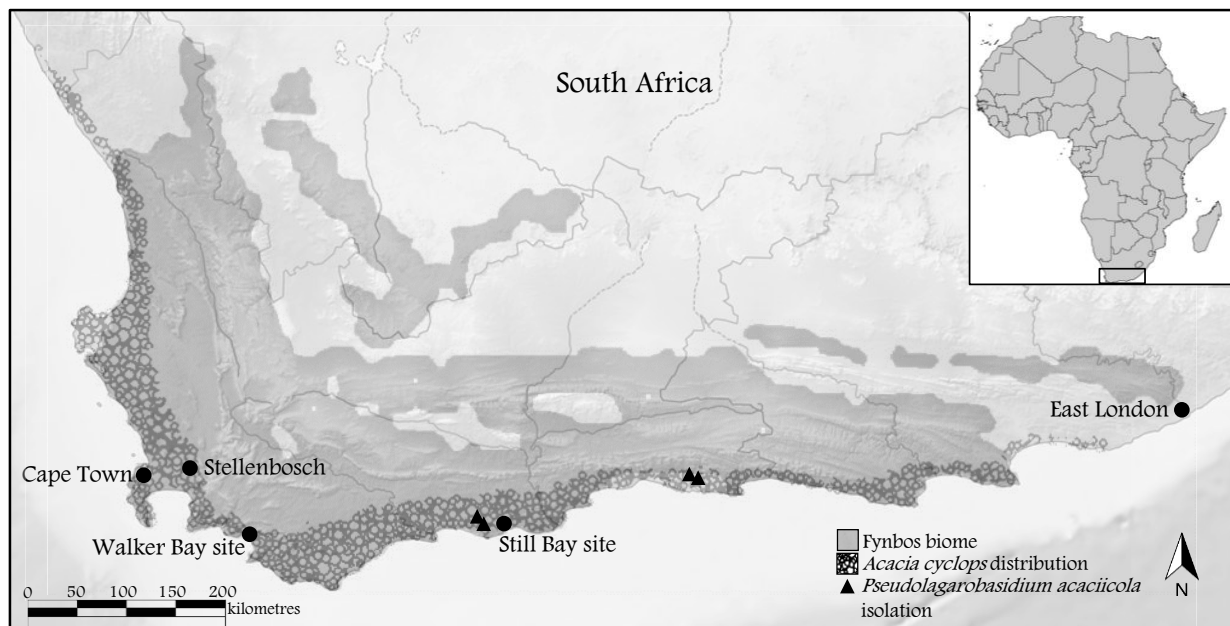 South Africa
East London
Stellenbosch
Cape Town
Walker Bay site
Still Bay site
Fynbos biome
Acacia cyclops distribution
Pseudolagarobasidium acaciicola
isolation
N
0 50 100 150 200
kilometres